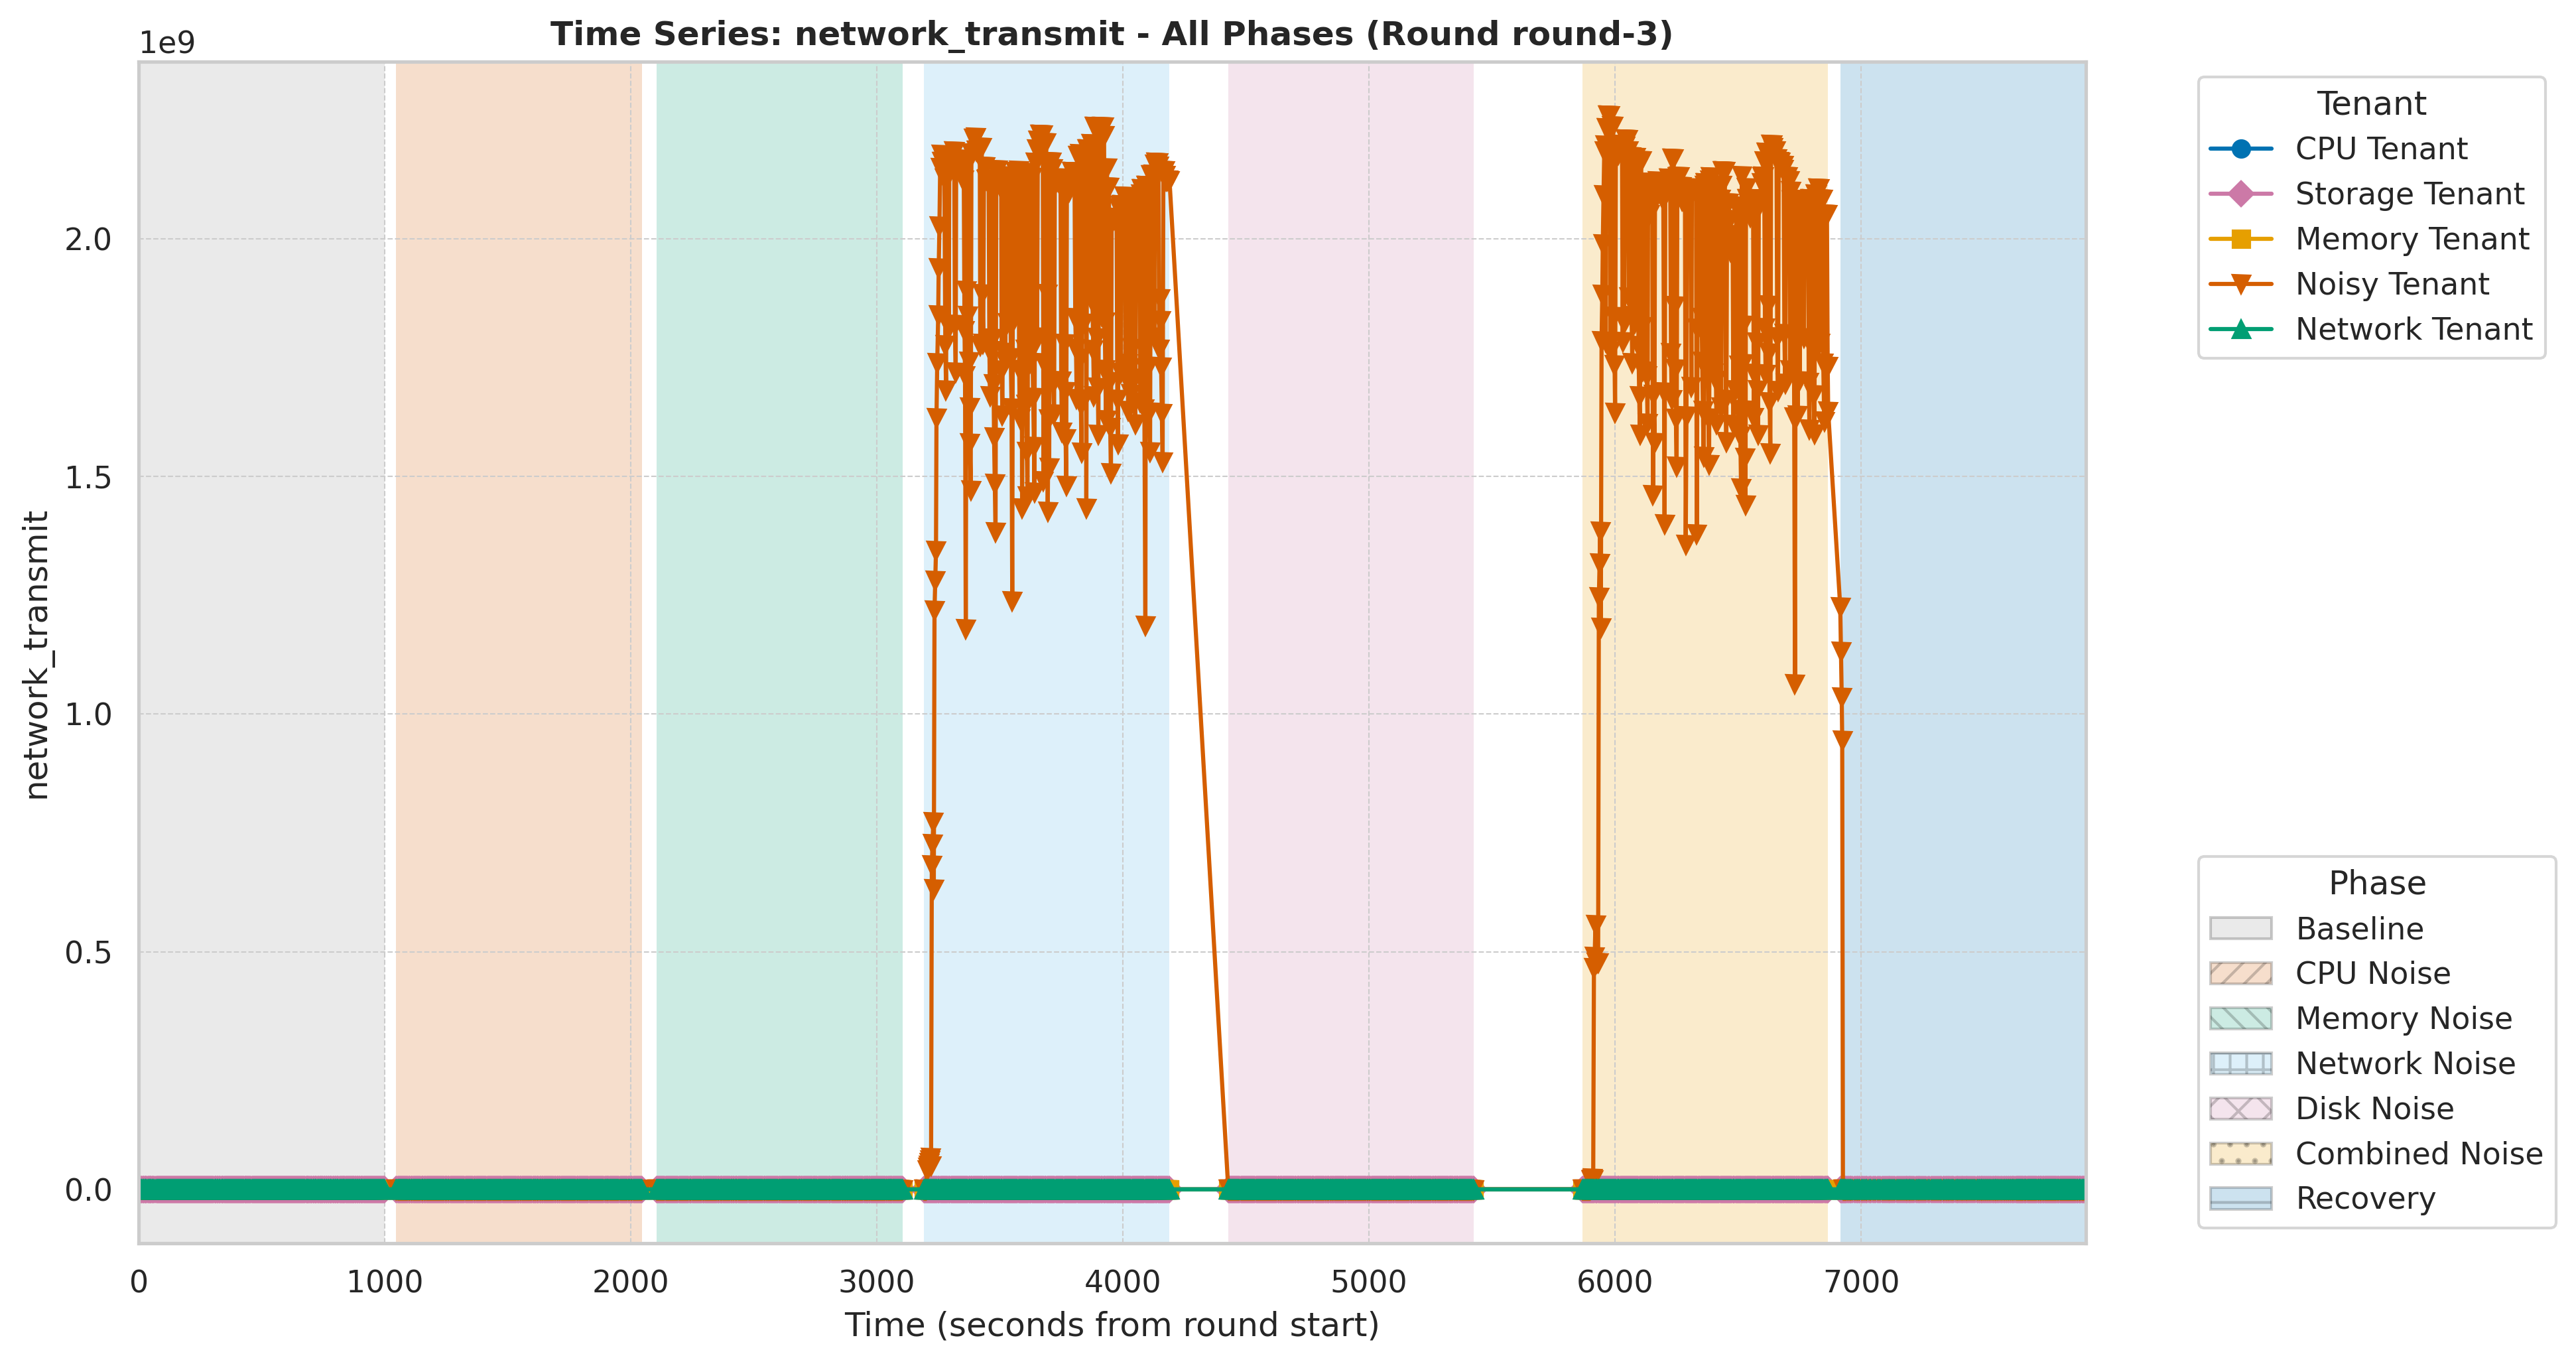 Time Series: network_transmit - All Phases (Round round-3)
1e9
network_transmit
2.0
1.5
1.0
0.5
0.0
0 1000 2000 3000 4000 5000 6000 7000
Time (seconds from round start)
Tenant
CPU Tenant
Storage Tenant
Memory Tenant
Noisy Tenant
Network Tenant
Phase
Baseline
CPU Noise
Memory Noise
Network Noise
Disk Noise
Combined Noise
Recovery